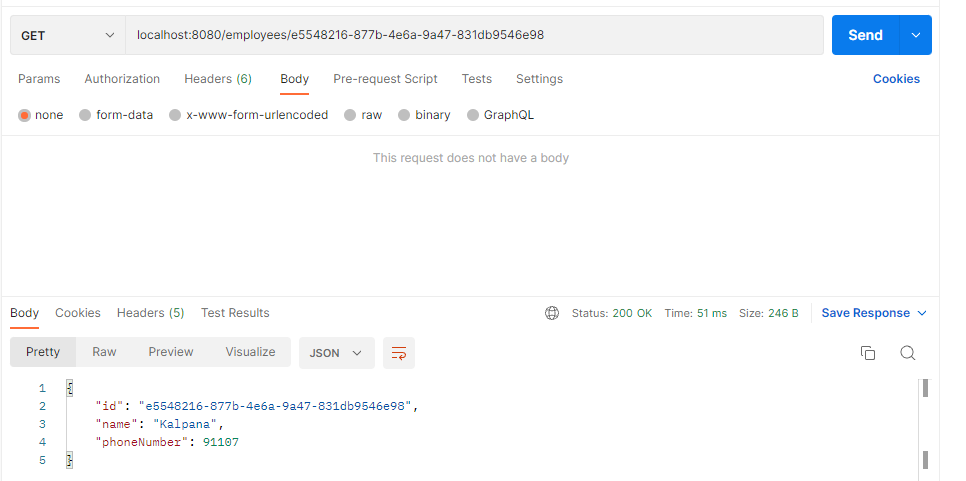 GET localhost:8080/employees/e5548216-877b-4e6a-9a47-831db9546e98 Send
Params Authorization Headers (6) Body Pre-request Script Tests Settings Cookies
none form-data x-www-form-urlencoded raw binary GraphQL
This request does not have a body
Body Cookies Headers (5) Test Results Status: 200 OK Time: 51 ms Size: 246 B Save Response
Pretty Raw Preview Visualize JSON
1 {
2 "id": "e5548216-877b-4e6a-9a47-831db9546e98",
3 "name": "Kalpana",
4 "phoneNumber": 91107
5 }